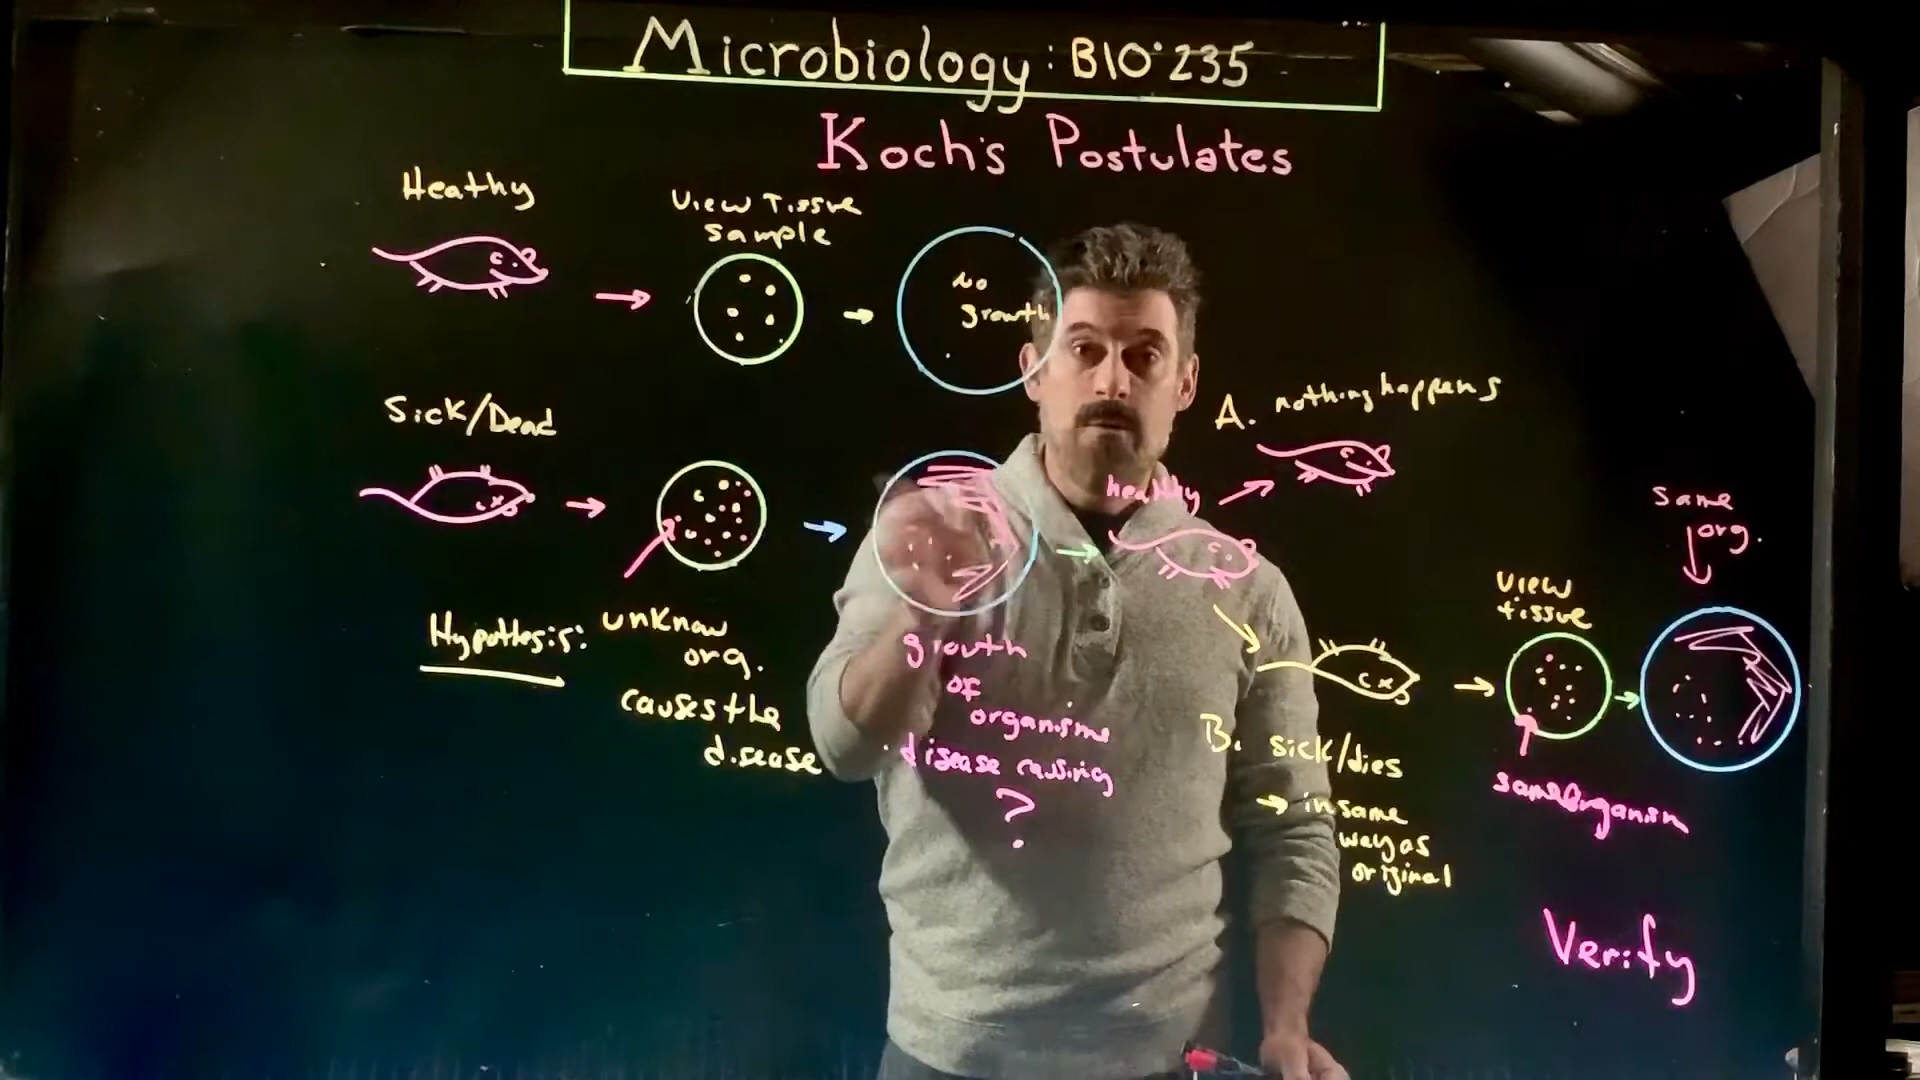 Microbiology: BIO 235
Koch's Postulates
Heathy
View Tissue
sample
no
growth
Sick/Dead
Hypothesis:
unknow
org.
causes the
disease
growth
of
organisms
disease causing
?
healthy
A. nothing happens
B. sick/dies
→ in same
way as
original
view
tissue
same organism
same
org.
Verify